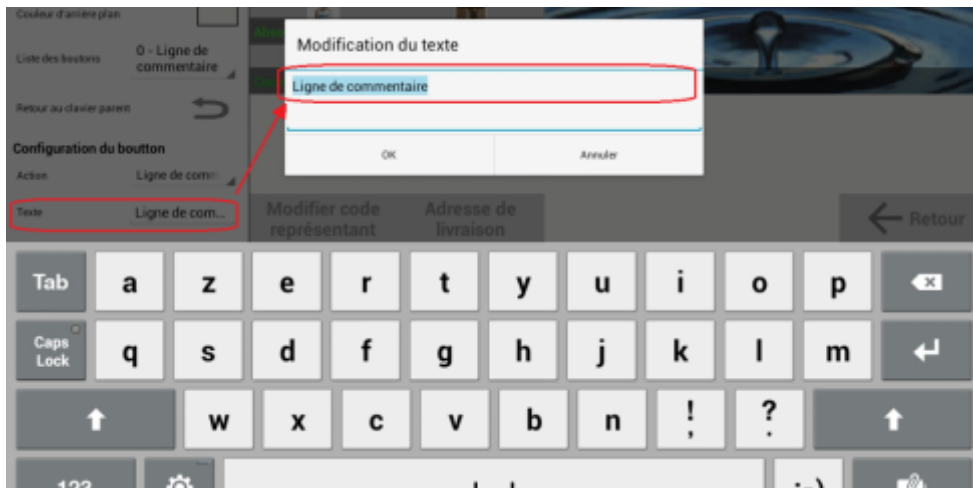 Couleur d'arrière plan
Liste des boutons
0 - Ligne de
commentaire
Retour au clavier parent
Configuration du boutton
Action
Ligne de comm
Texte
Ligne de com...
Modification du texte
Ligne de commentaire
OK
Annuler
Modifier code
représentant
Adresse de
livraison
Retour
Tab
a
z
e
r
t
y
u
i
o
p
Caps
Lock
q
s
d
f
g
h
j
k
l
m
w
x
c
v
b
n
!
,
?
.
123
:-)